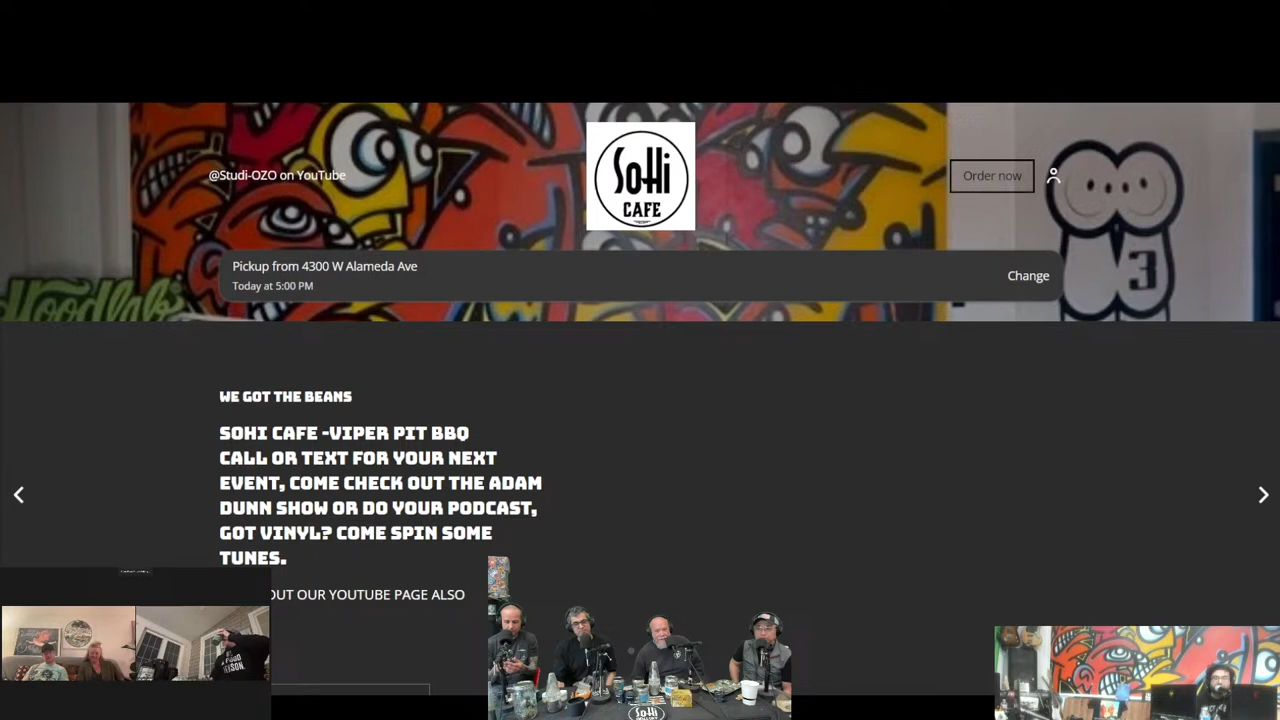 @Studi-OZO on YouTube
SoHi
CAFE
Order now
Pickup from 4300 W Alameda Ave
Today at 5:00 PM
Change
Hoodlab
3
WE GOT THE BEANS
SOHI CAFE -VIPER PIT BBQ
CALL OR TEXT FOR YOUR NEXT
EVENT, COME CHECK OUT THE ADAM
DUNN SHOW OR DO YOUR PODCAST,
GOT VINYL? COME SPIN SOME
TUNES.
OUT OUR YOUTUBE PAGE ALSO
SoHi